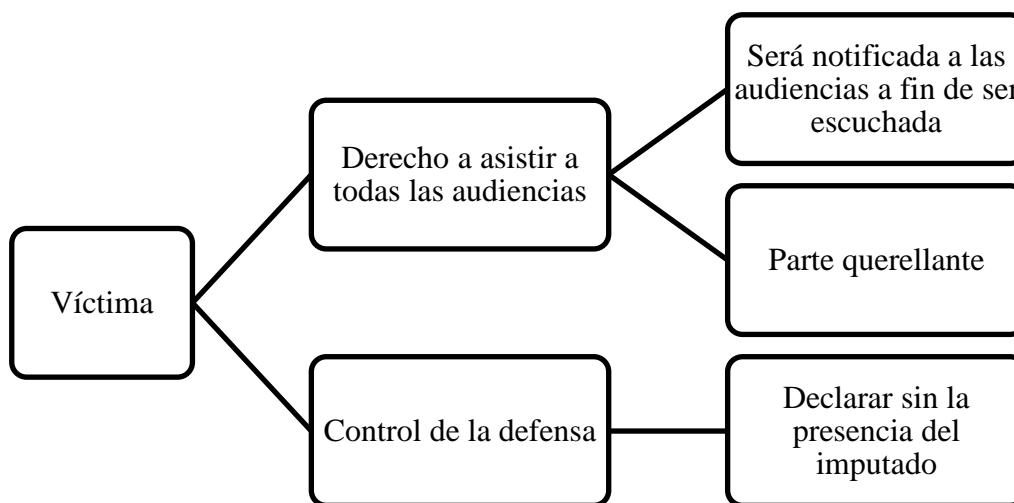 Víctima
Derecho a asistir a
todas las audiencias
Será notificada a las
audiencias a fin de ser
escuchada
Parte querellante
Control de la defensa
Declarar sin la
presencia del
imputado